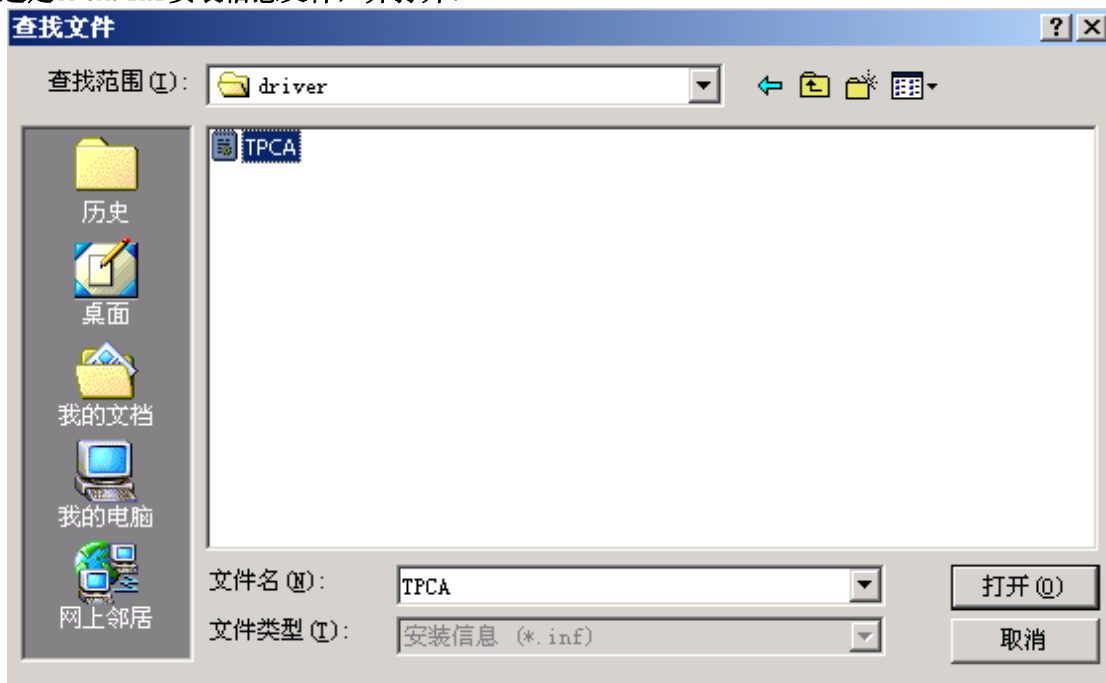 查找文件
查找范围(I):
driver
TPCA
历史
桌面
我的文档
我的电脑
网上邻居
文件名(N):
TPCA
打开(O)
文件类型(T):
安装信息 (*.inf)
取消